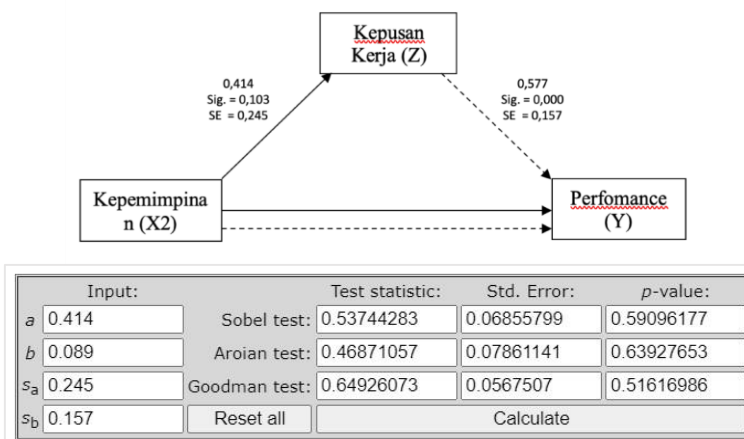 Kepusan
Kerja (Z)
0,414
Sig. = 0,103
SE = 0,245
0,577
Sig. = 0,000
SE = 0,157
Kepemimpina
n (X2)
Perfomance
(Y)
Input: Test statistic: Std. Error: p-value:
a 0.414 Sobel test: 0.53744283 0.06855799 0.59096177
b 0.089 Aroian test: 0.46871057 0.07861141 0.63927653
sa 0.245 Goodman test: 0.64926073 0.0567507 0.51616986
sb 0.157 Reset all Calculate